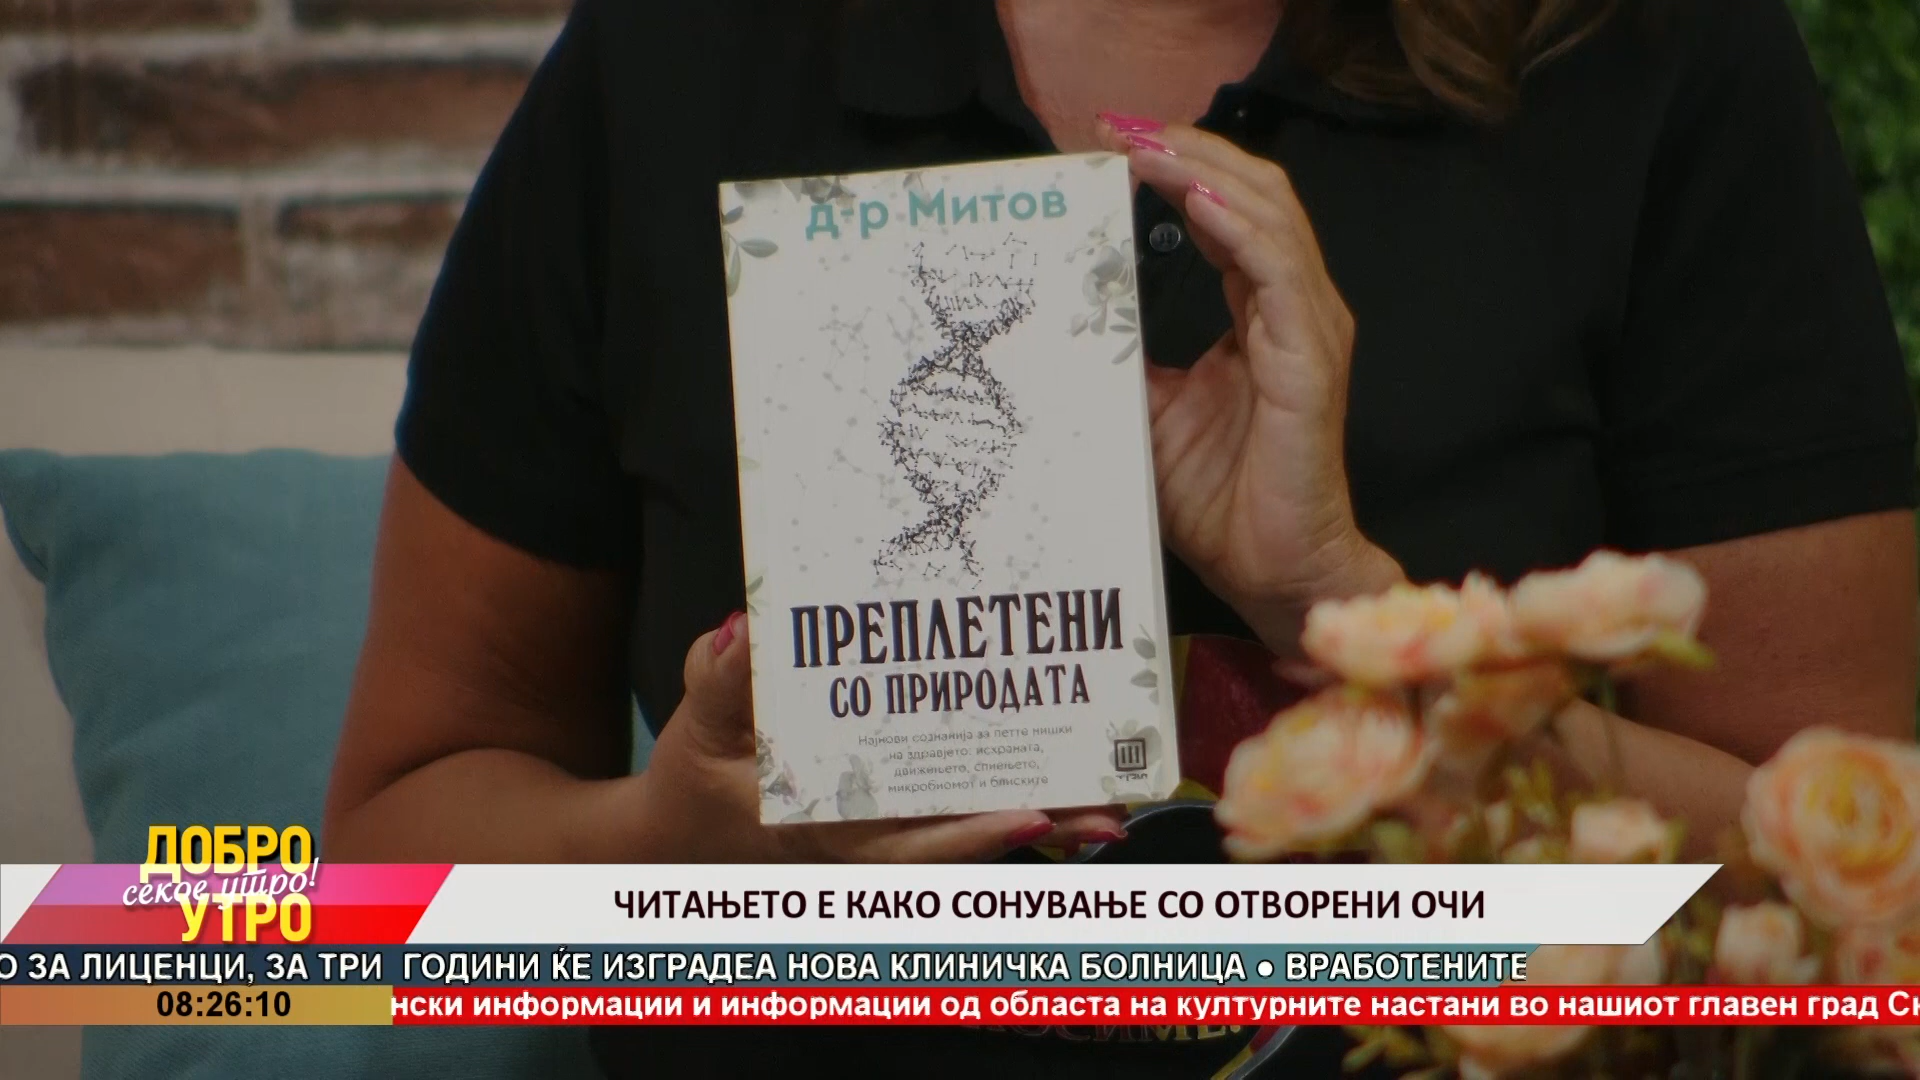 д-р Митов
ПРЕПЛЕТЕНИ
СО ПРИРОДАТА
Најнови сознанија за петте нишки
на здравјето: исхраната,
движењето, спиењето,
микробиомот и блиските
ТРИ
ДОБРО
секое утро!
УТРО
ЧИТАЊЕТО Е КАКО СОНУВАЊЕ СО ОТВОРЕНИ ОЧИ
О ЗА ЛИЦЕНЦИ, ЗА ТРИ ГОДИНИ ЌЕ ИЗГРАДЕА НОВА КЛИНИЧКА БОЛНИЦА ● ВРАБОТЕНИТЕ
08:26:10
нски информации и информации од областа на културните настани во нашиот главен град Ск